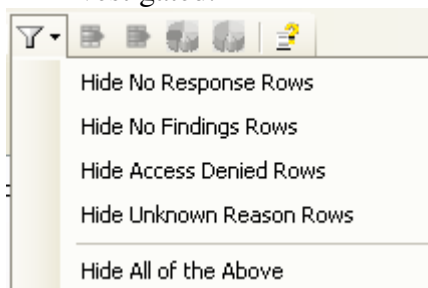 Hide No Response Rows
Hide No Findings Rows
Hide Access Denied Rows
Hide Unknown Reason Rows
Hide All of the Above